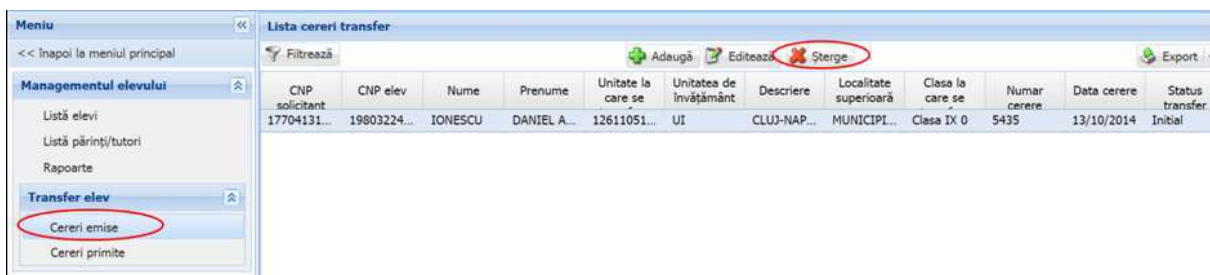 Meniu
<< înapoi la meniul principal
Managementul elevului
Listă elevi
Listă părinți/tutori
Rapoarte
Transfer elev
Cereri emise
Cereri primite
Lista cereri transfer
Filtrează Adaugă Editează Șterge Export
CNP solicitant CNP elev Nume Prenume Unitate la care se Unitatea de învățământ Descriere Localitate superioară Clasa la care se Numar cerere Data cerere Status transfer
17704131... 19803224... IONESCU DANIEL A... 12611051... UI CLUJ-NAP... MUNICIPI... Clasa IX 0 5435 13/10/2014 Initial